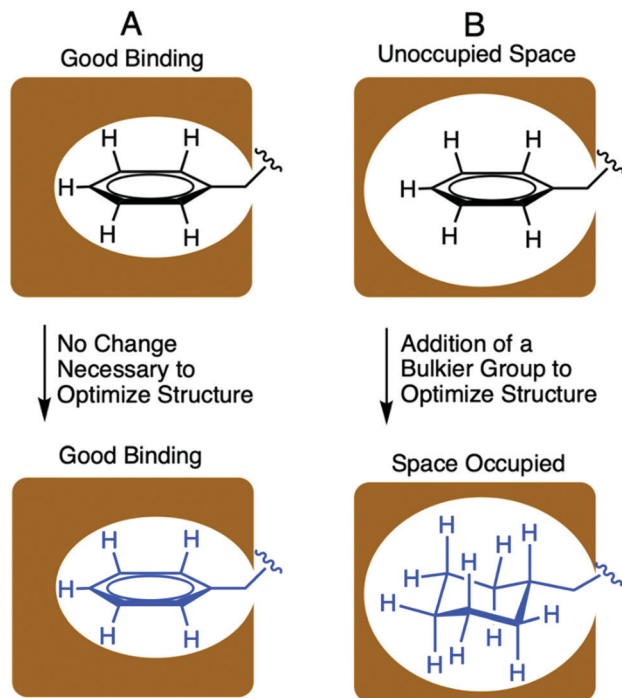 A
Good Binding
H
H
H
H
H
No Change
Necessary to
Optimize Structure
Good Binding
H
H
H
H
H
B
Unoccupied Space
H
H
H
H
H
Addition of a
Bulkier Group to
Optimize Structure
Space Occupied
H
H
H
H
H
H
H
H
H
H
H